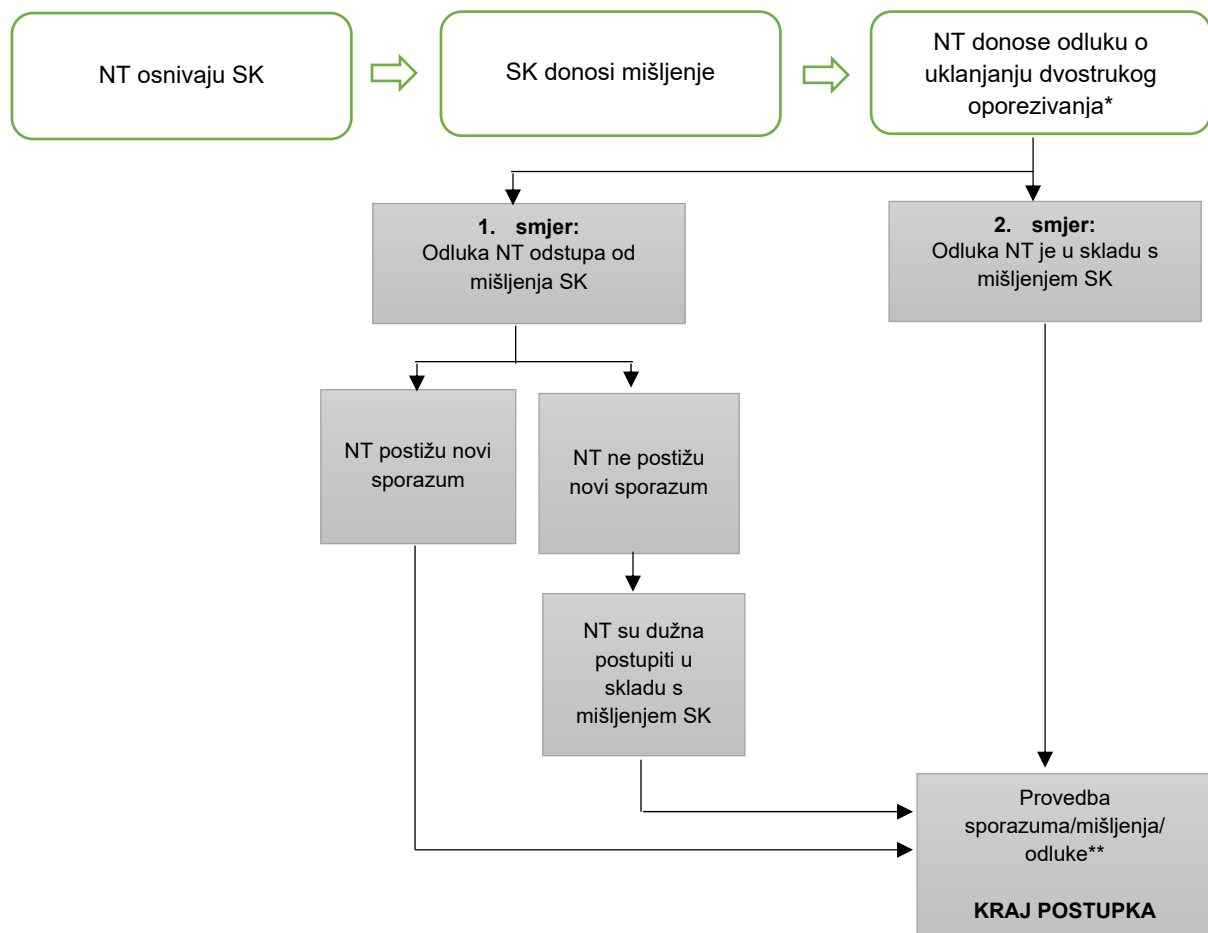 NT osnivaju SK
SK donosi mišljenje
NT donose odluku o
uklanjanju dvostrukog
oporezivanja*
1. smjer:
Odluka NT odstupa od
mišljenja SK
2. smjer:
Odluka NT je u skladu s
mišljenjem SK
NT postižu novi
sporazum
NT ne postižu
novi sporazum
NT su dužna
postupiti u
skladu s
mišljenjem SK
Provedba
sporazuma/mišljenja/
odluke**
KRAJ POSTUPKA